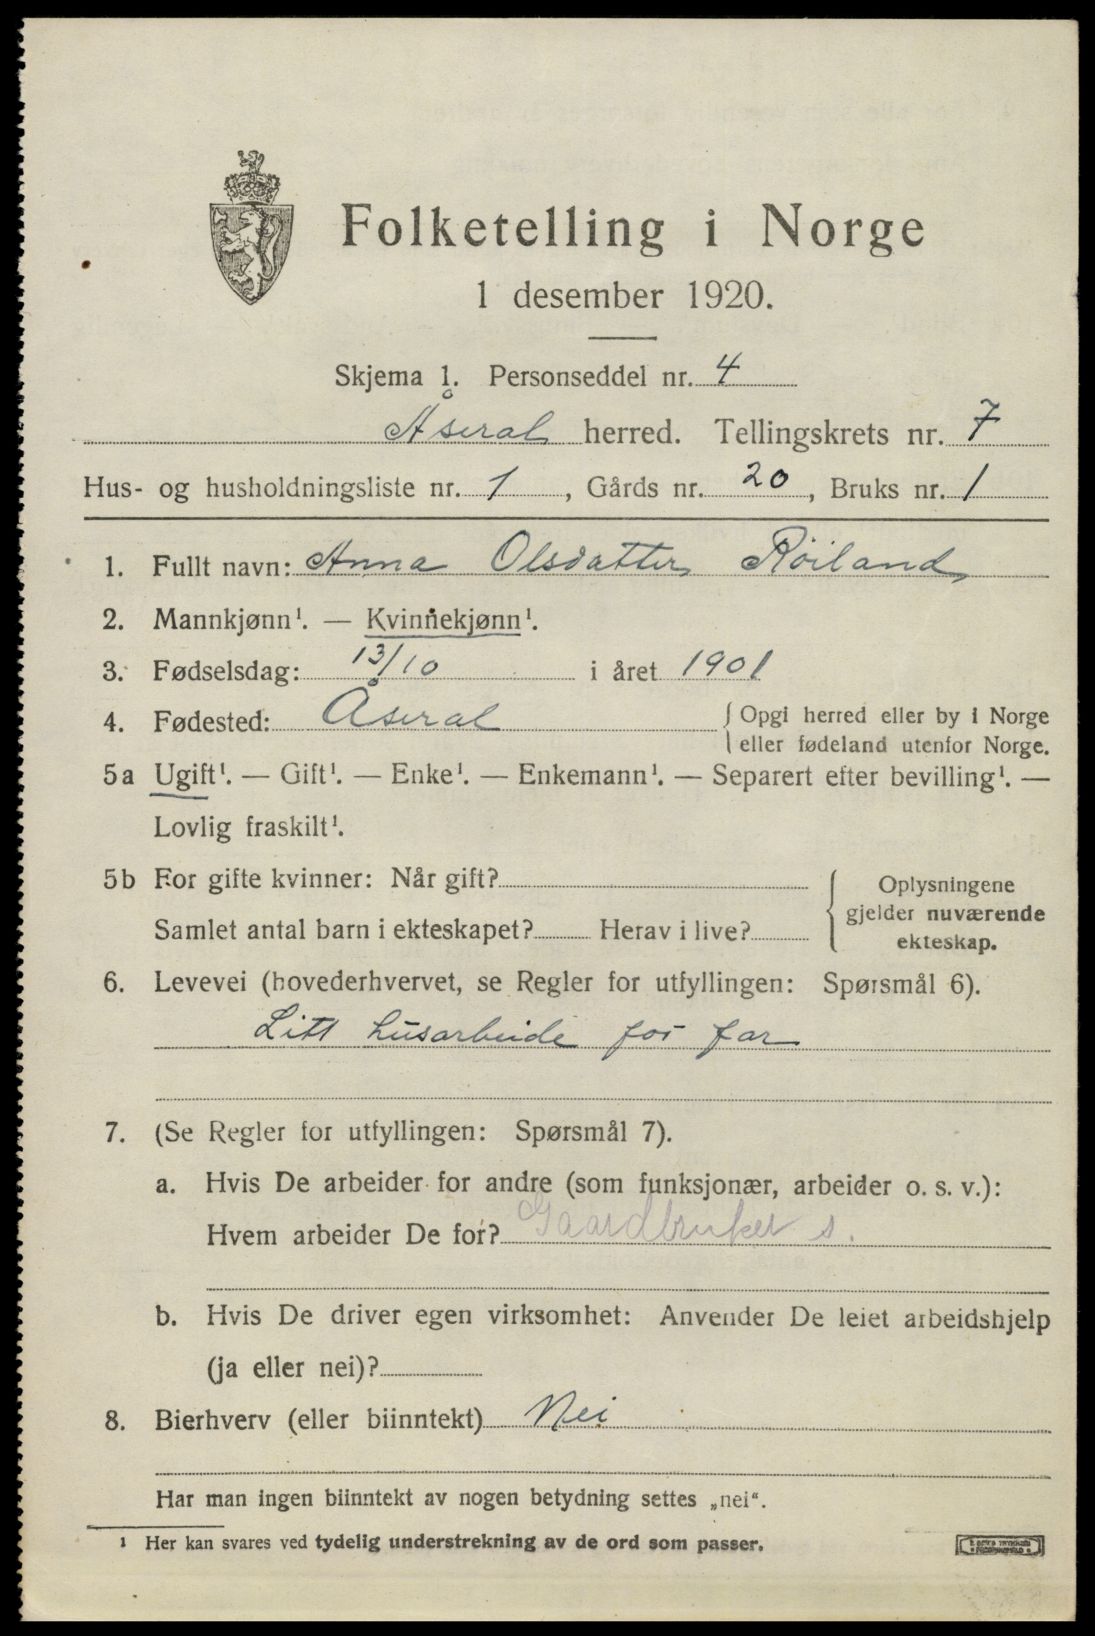 Folketelling i Norge
1 desember 1920.
Skjema 1. Personseddel nr. 4
Åseral herred. Tellingskrets nr. 7
Hus- og husholdningsliste nr. 1, Gårds nr. 20, Bruks nr. 1
1. Fullt navn: Anna Olsdatter Röiland
2. Mannkjønn¹. — Kvinnekjønn¹.
3. Fødselsdag: 13/10 i året 1901
4. Fødested: Åseral { Opgi herred eller by i Norge
eller fødeland utenfor Norge.
5a Ugift¹. — Gift¹. — Enke¹. — Enkemann¹. — Separert efter bevilling¹. —
Lovlig fraskilt¹.
5b For gifte kvinner: Når gift?
Samlet antal barn i ekteskapet? Herav i live?
{ Oplysningene
gjelder nuværende
ekteskap.
6. Levevei (hovederhvervet, se Regler for utfyllingen: Spørsmål 6).
Litt husarbeide for far
7. (Se Regler for utfyllingen: Spørsmål 7).
a. Hvis De arbeider for andre (som funksjonær, arbeider o. s. v.):
Hvem arbeider De for? Gaardbruker s.
b. Hvis De driver egen virksomhet: Anvender De leiet arbeidshjelp
(ja eller nei)?
8. Bierhverv (eller biinntekt) Nei
Har man ingen biinntekt av nogen betydning settes „nei“.
¹ Her kan svares ved tydelig understrekning av de ord som passer.